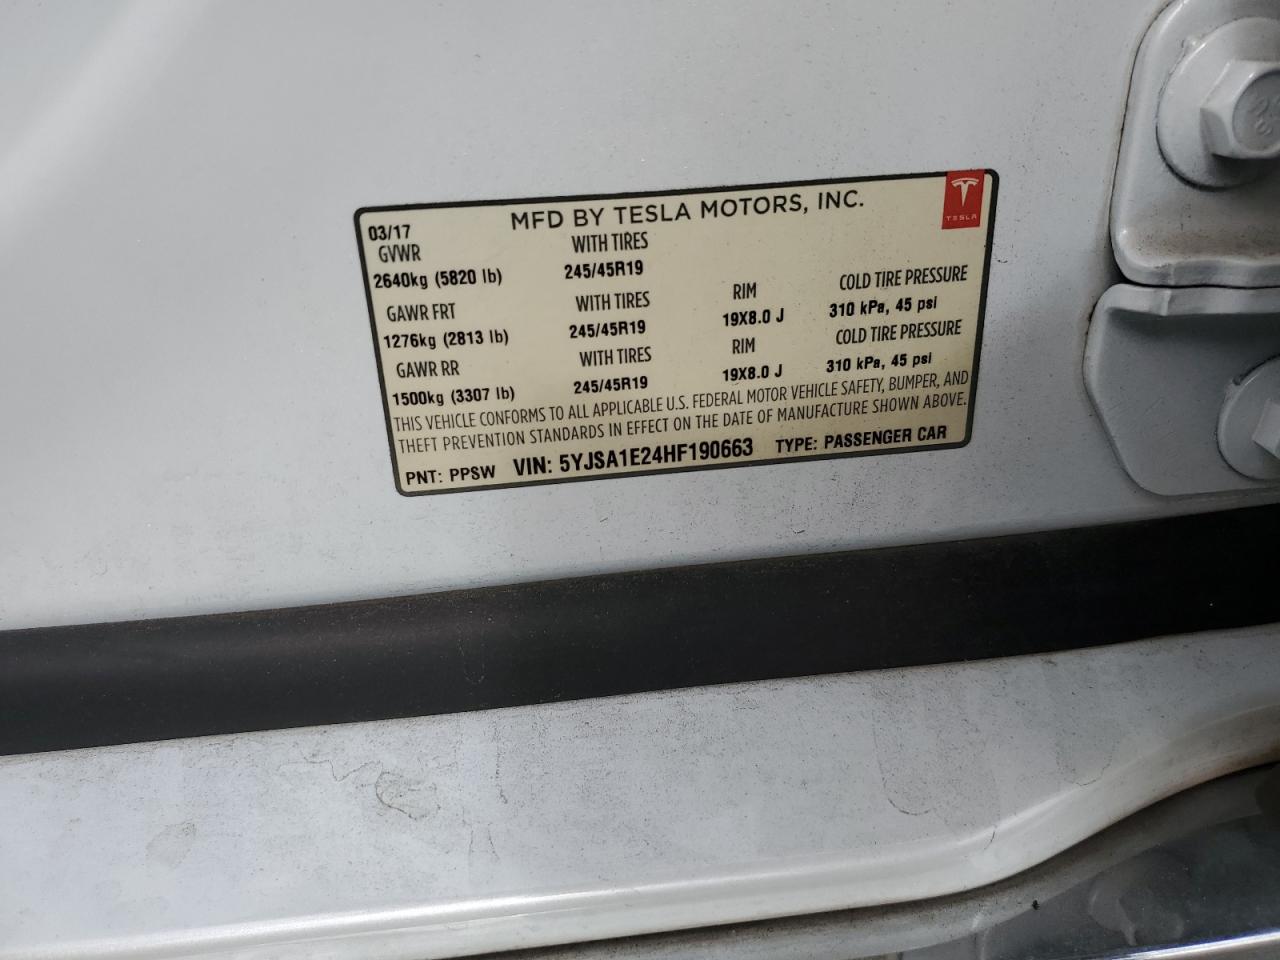 MFD BY TESLA MOTORS, INC.
TESLA
03/17
GVWR WITH TIRES
2640kg (5820 lb) 245/45R19
GAWR FRT WITH TIRES RIM COLD TIRE PRESSURE
1276kg (2813 lb) 245/45R19 19X8.0 J 310 kPa, 45 psi
GAWR RR WITH TIRES RIM COLD TIRE PRESSURE
1500kg (3307 lb) 245/45R19 19X8.0 J 310 kPa, 45 psi
THIS VEHICLE CONFORMS TO ALL APPLICABLE U.S. FEDERAL MOTOR VEHICLE SAFETY, BUMPER, AND
THEFT PREVENTION STANDARDS IN EFFECT ON THE DATE OF MANUFACTURE SHOWN ABOVE.
PNT: PPSW VIN: 5YJSA1E24HF190663 TYPE: PASSENGER CAR